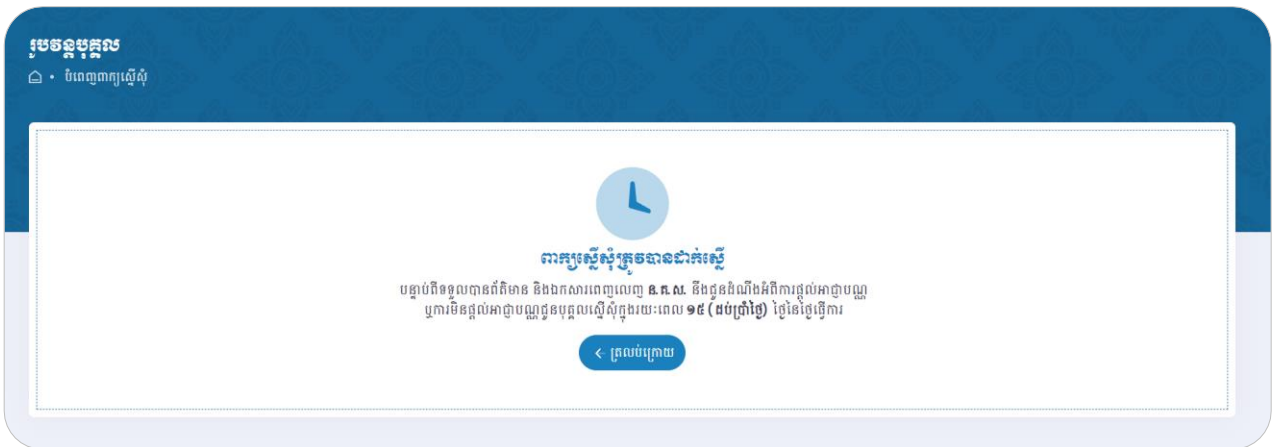 រូបវន្តបុគ្គល
• បំពេញពាក្យស្នើសុំ
ពាក្យស្នើសុំត្រូវបានដាក់ស្នើ
បន្ទាប់ពីទទួលបានព័ត៌មាន និងឯកសារពេញលេញ ន.គ.ស. នឹងជូនដំណឹងអំពីការផ្តល់អាជ្ញាបណ្ណ
ឬការមិនផ្តល់អាជ្ញាបណ្ណជូនបុគ្គលស្នើសុំក្នុងរយៈពេល ១៥ (ដប់ប្រាំថ្ងៃ) ថ្ងៃនៃថ្ងៃធ្វើការ
← ត្រលប់ក្រោយ